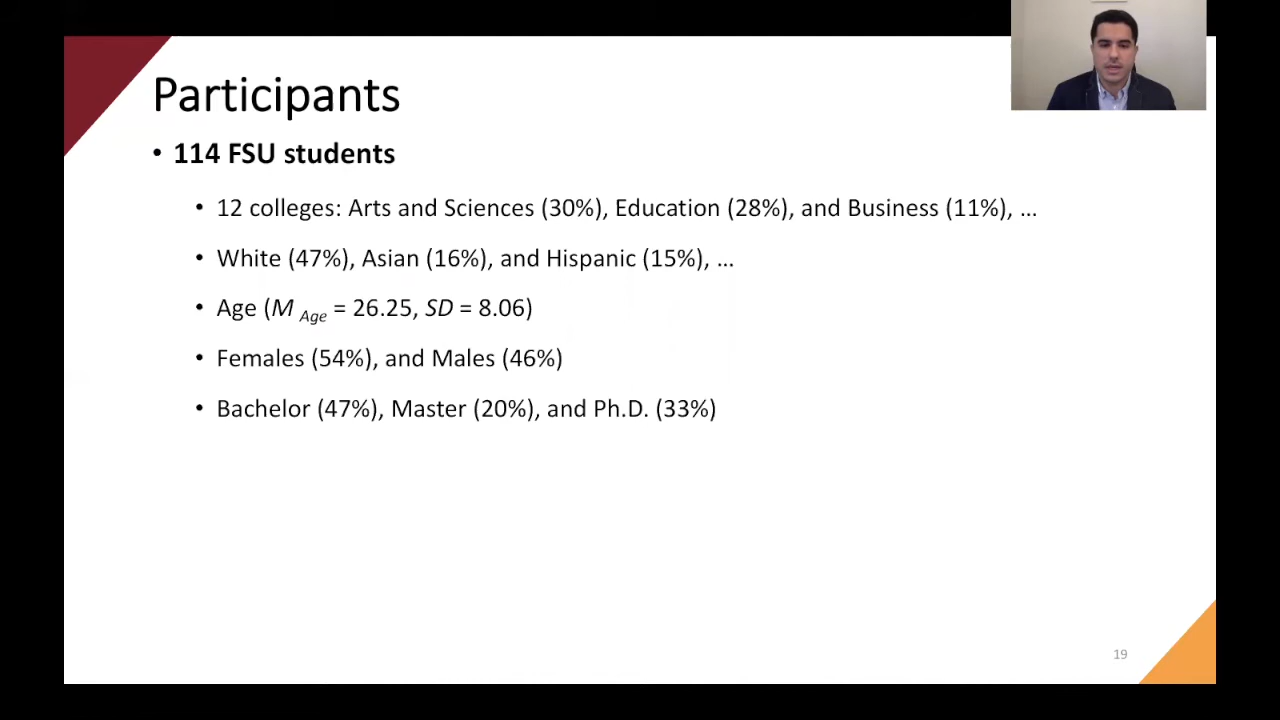 Participants
• 114 FSU students
• 12 colleges: Arts and Sciences (30%), Education (28%), and Business (11%), ...
• White (47%), Asian (16%), and Hispanic (15%), ...
• Age (M Age = 26.25, SD = 8.06)
• Females (54%), and Males (46%)
• Bachelor (47%), Master (20%), and Ph.D. (33%)
19